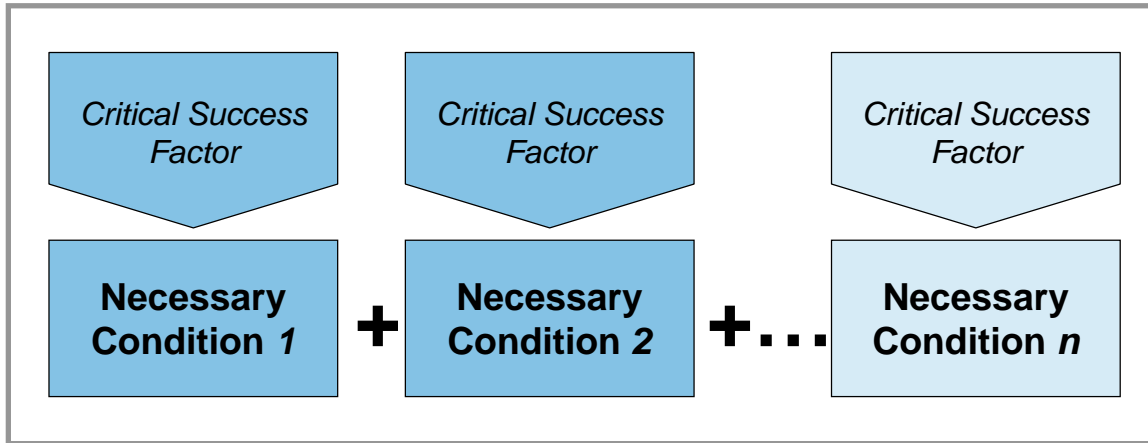 Critical Success
Factor
Critical Success
Factor
Critical Success
Factor
Necessary
Condition 1
+
Necessary
Condition 2
+...
Necessary
Condition n